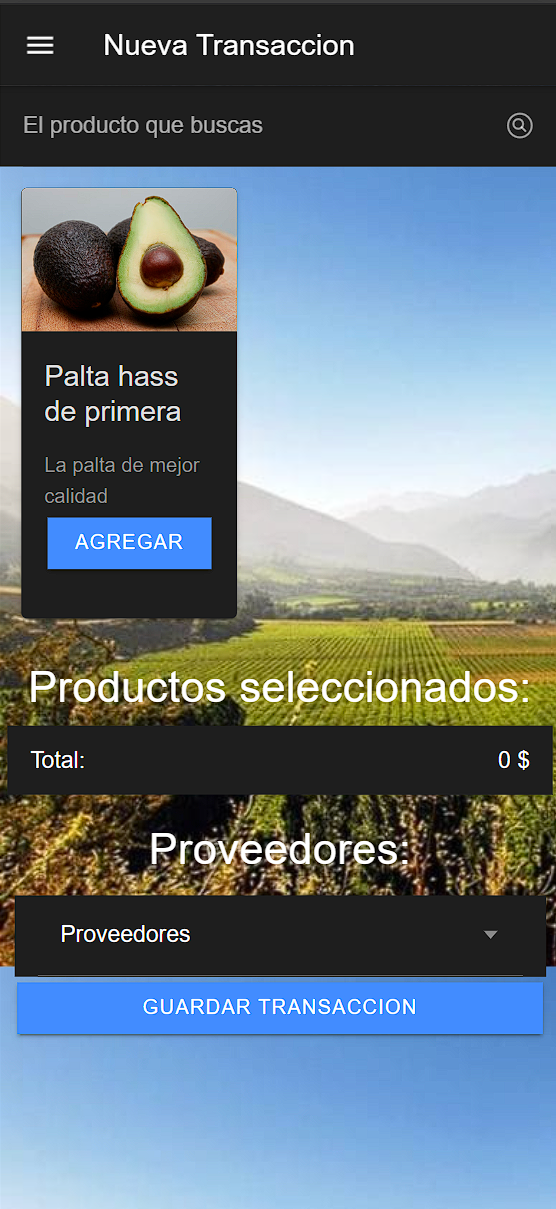 Nueva Transaccion
El producto que buscas
Palta hass
de primera
La palta de mejor
calidad
AGREGAR
Productos seleccionados:
Total: 0 $
Proveedores:
Proveedores
GUARDAR TRANSACCION